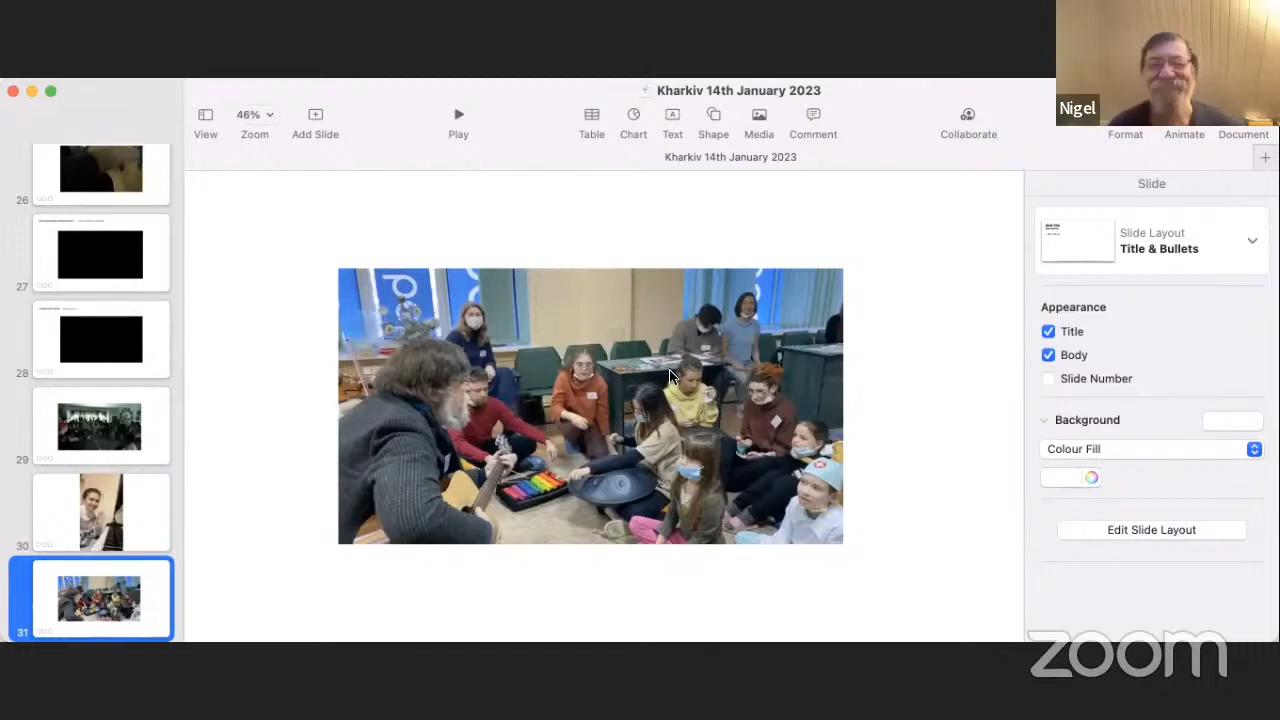 Kharkiv 14th January 2023
Nigel
46%
View
Zoom
Add Slide
Play
Table
Chart
Text
Shape
Media
Comment
Collaborate
Format
Animate
Document
Kharkiv 14th January 2023
26
27
28
29
30
31
Slide
Slide Layout
Title & Bullets
Appearance
Title
Body
Slide Number
Background
Colour Fill
Edit Slide Layout
zoom